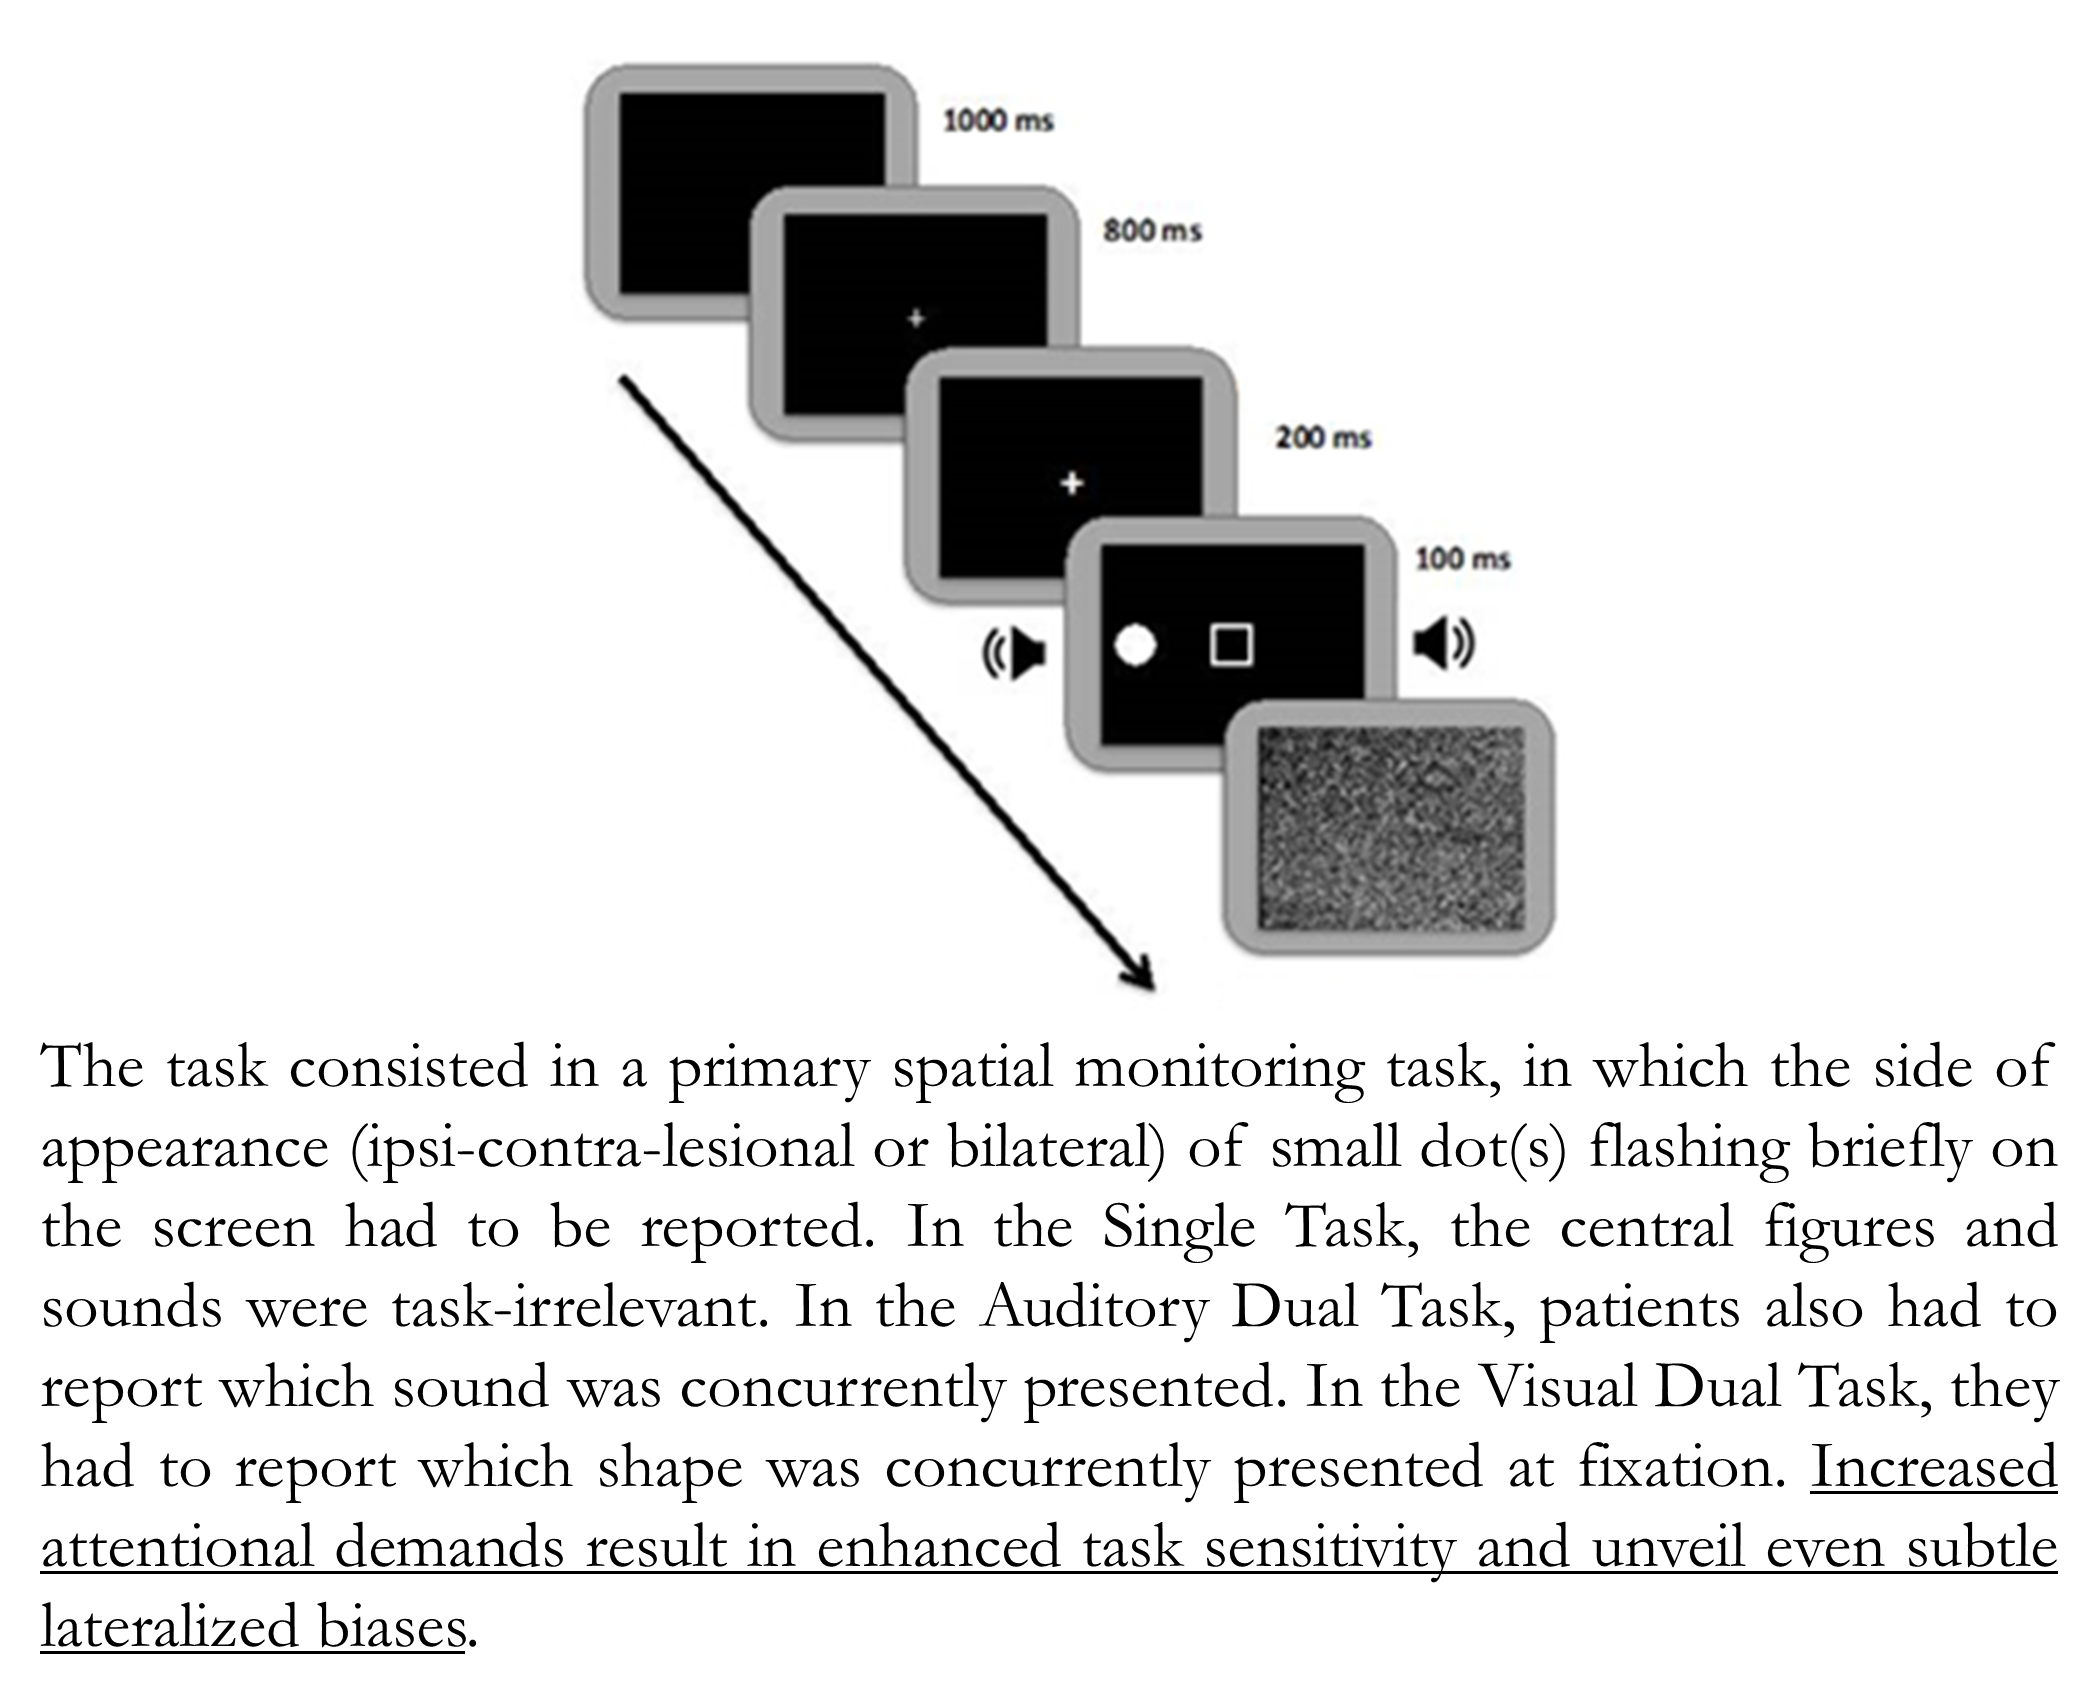 1000 ms
800 ms
200 ms
100 ms
The task consisted in a primary spatial monitoring task, in which the side of
appearance (ipsi-contra-lesional or bilateral) of small dot(s) flashing briefly on
the screen had to be reported. In the Single Task, the central figures and
sounds were task-irrelevant. In the Auditory Dual Task, patients also had to
report which sound was concurrently presented. In the Visual Dual Task, they
had to report which shape was concurrently presented at fixation. Increased
attentional demands result in enhanced task sensitivity and unveil even subtle
lateralized biases.